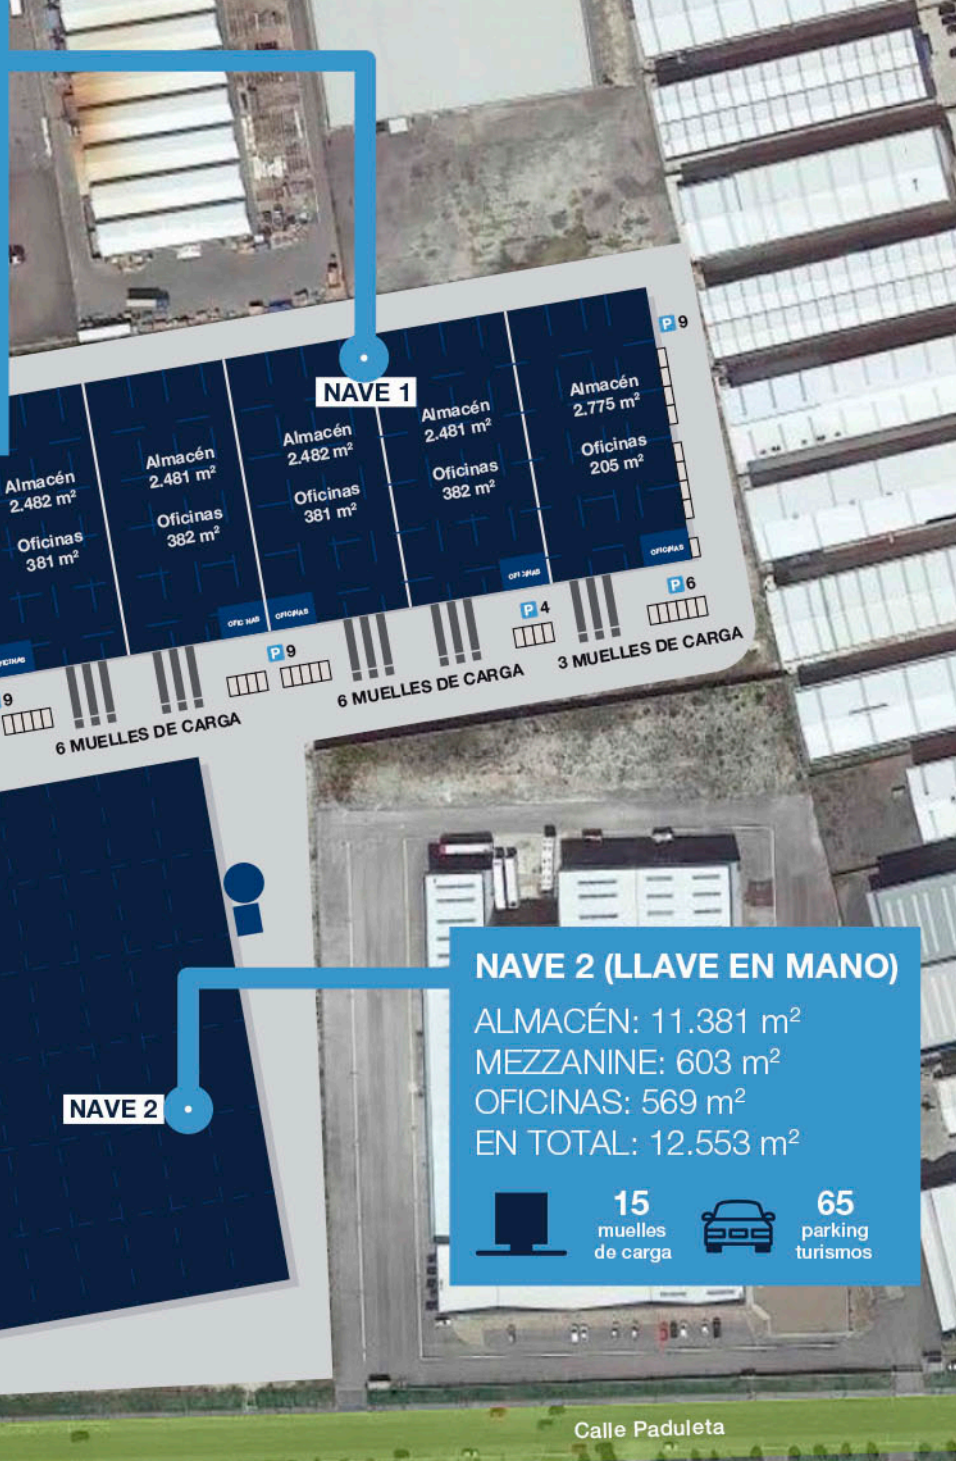 P 9
NAVE 1
Almacén
2.775 m²
Oficinas
205 m²
Almacén
2.481 m²
Oficinas
382 m²
Almacén
2.482 m²
Oficinas
381 m²
Almacén
2.481 m²
Oficinas
382 m²
Almacén
2.482 m²
Oficinas
381 m²
OFICINAS
OFICINAS
OFICINAS
OFICINAS
P 6
P 4
P 9
9
3 MUELLES DE CARGA
6 MUELLES DE CARGA
6 MUELLES DE CARGA
NAVE 2 (LLAVE EN MANO)
ALMACÉN: 11.381 m²
MEZZANINE: 603 m²
OFICINAS: 569 m²
EN TOTAL: 12.553 m²
15
muelles
de carga
65
parking
turismos
NAVE 2
Calle Paduleta